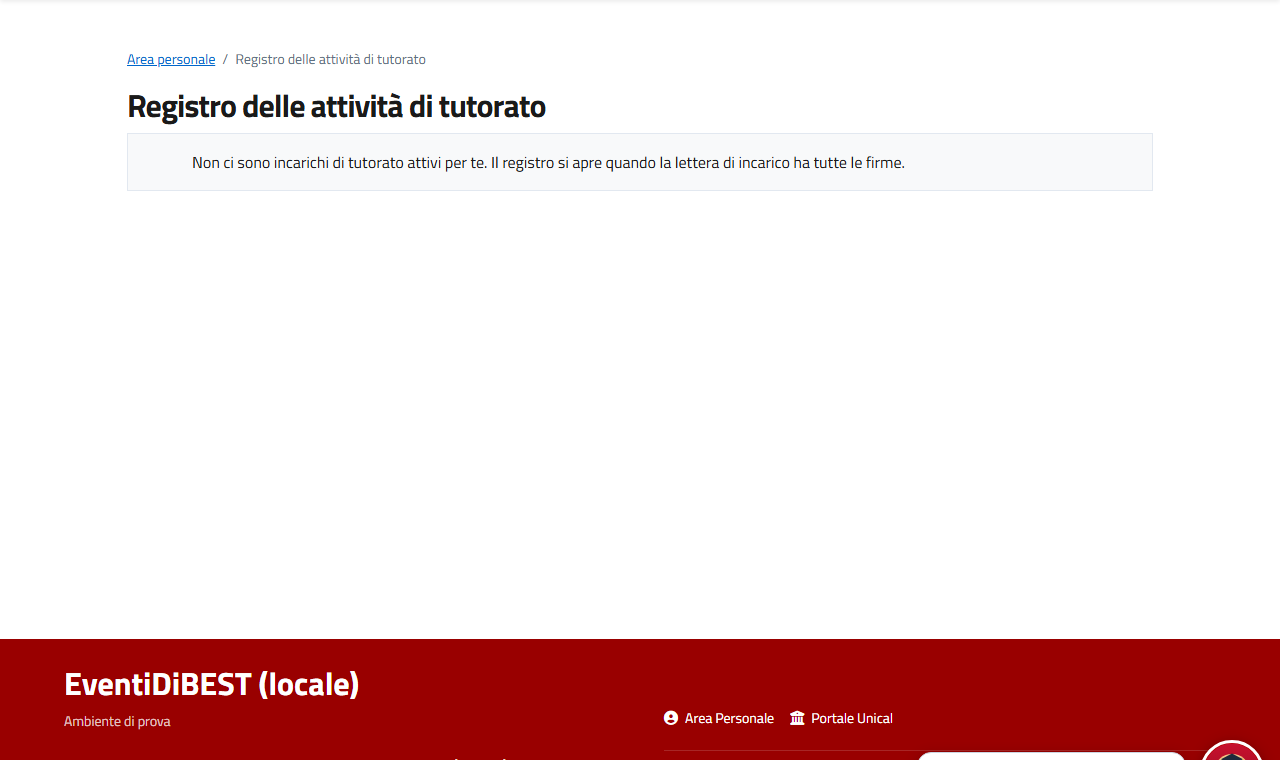 Area personale / Registro delle attività di tutorato
Registro delle attività di tutorato
Non ci sono incarichi di tutorato attivi per te. Il registro si apre quando la lettera di incarico ha tutte le firme.
EventiDiBEST (locale)
Ambiente di prova
Area Personale Portale Unical